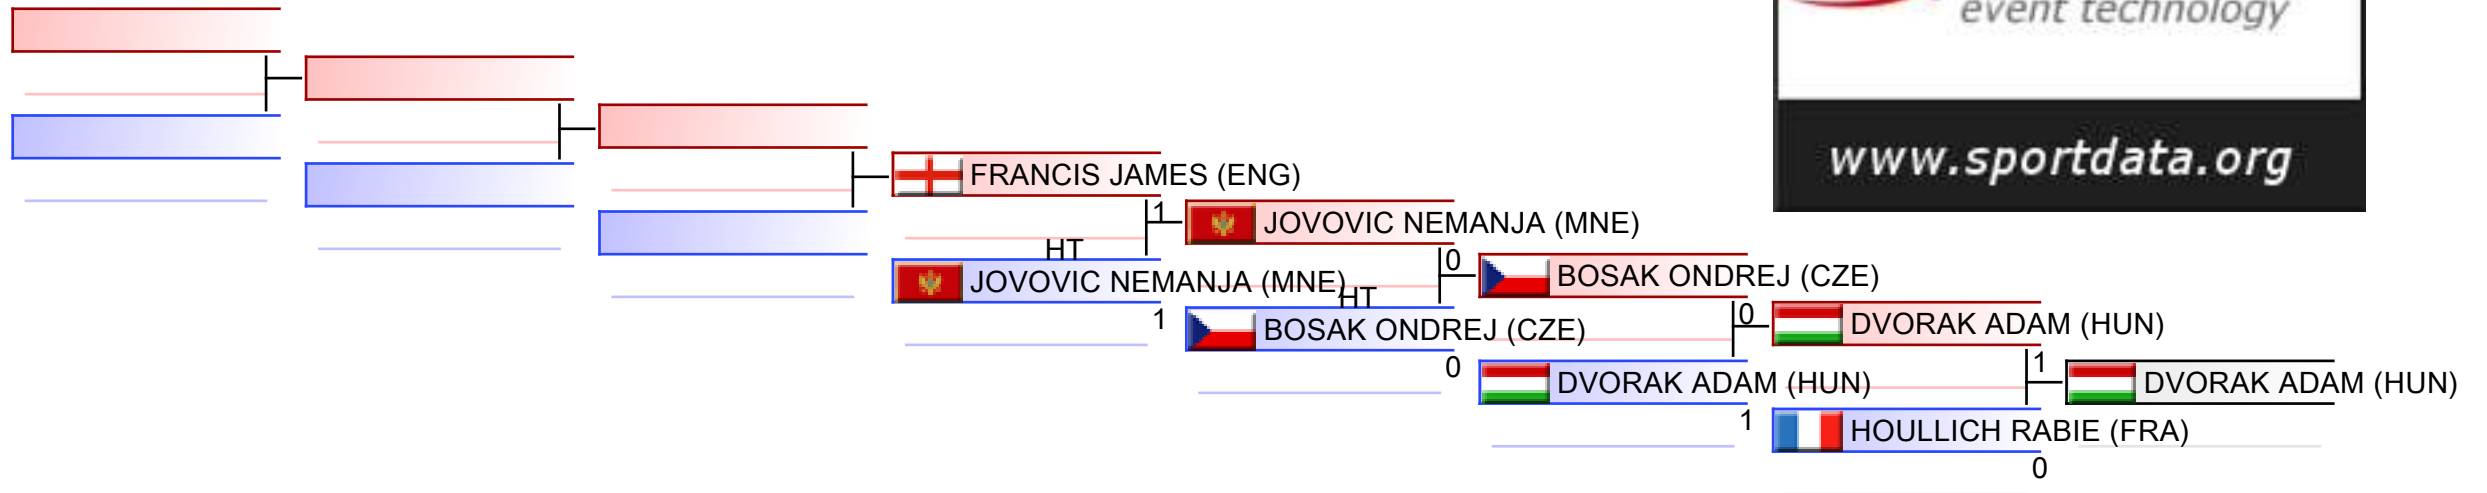 event technology
www.sportdata.org
FRANCIS JAMES (ENG)
1
JOVOVIC NEMANJA (MNE)
HT
0
JOVOVIC NEMANJA (MNE)
BOSAK ONDREJ (CZE)
HT
1
0
DVORAK ADAM (HUN)
BOSAK ONDREJ (CZE)
0
1
DVORAK ADAM (HUN)
DVORAK ADAM (HUN)
1
HOULLICH RABIE (FRA)
0